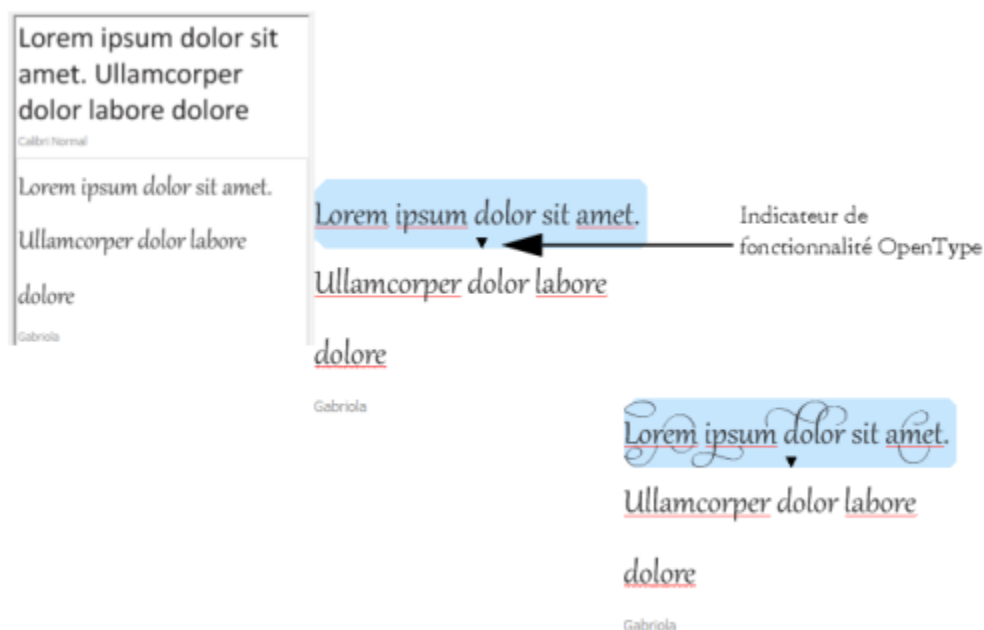 Lorem ipsum dolor sit
amet. Ullamcorper
dolor labore dolore
Calibri Normal
Lorem ipsum dolor sit amet.
Ullamcorper dolor labore
dolore
Gabriola
Lorem ipsum dolor sit amet.
Ullamcorper dolor labore
dolore
Gabriola
Indicateur de
fonctionnalité OpenType
Lorem ipsum dolor sit amet.
Ullamcorper dolor labore
dolore
Gabriola